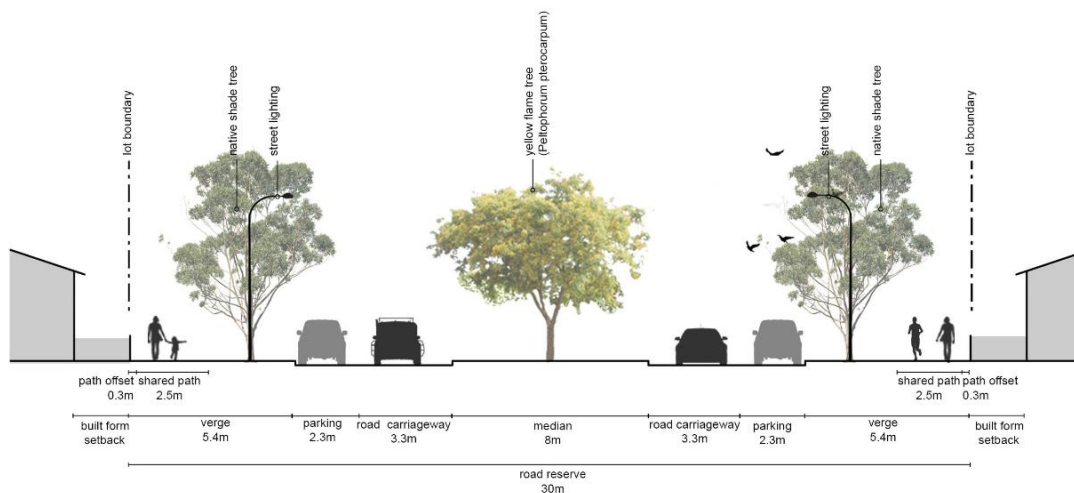 lot boundary
native shade tree
street lighting
yellow flame tree
(Peltophorum pterocarpum)
street lighting
native shade tree
lot boundary
path offset
0.3m
shared path
2.5m
shared path
2.5m
path offset
0.3m
built form
setback
verge
5.4m
parking
2.3m
road carriageway
3.3m
median
8m
road carriageway
3.3m
parking
2.3m
verge
5.4m
built form
setback
road reserve
30m